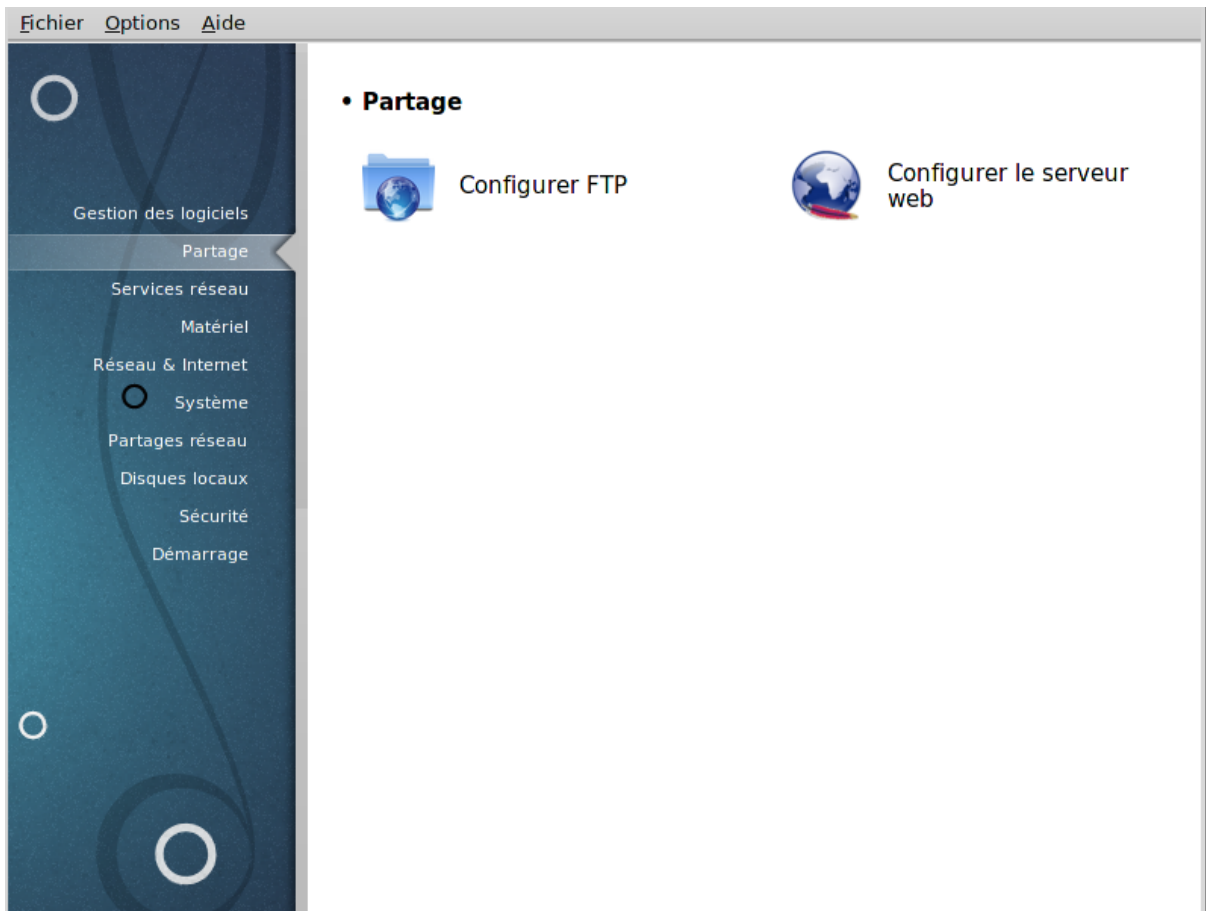 Fichier Options Aide
Gestion des logiciels
Partage
Services réseau
Matériel
Réseau & Internet
Système
Partages réseau
Disques locaux
Sécurité
Démarrage
• Partage
Configurer FTP
Configurer le serveur
web